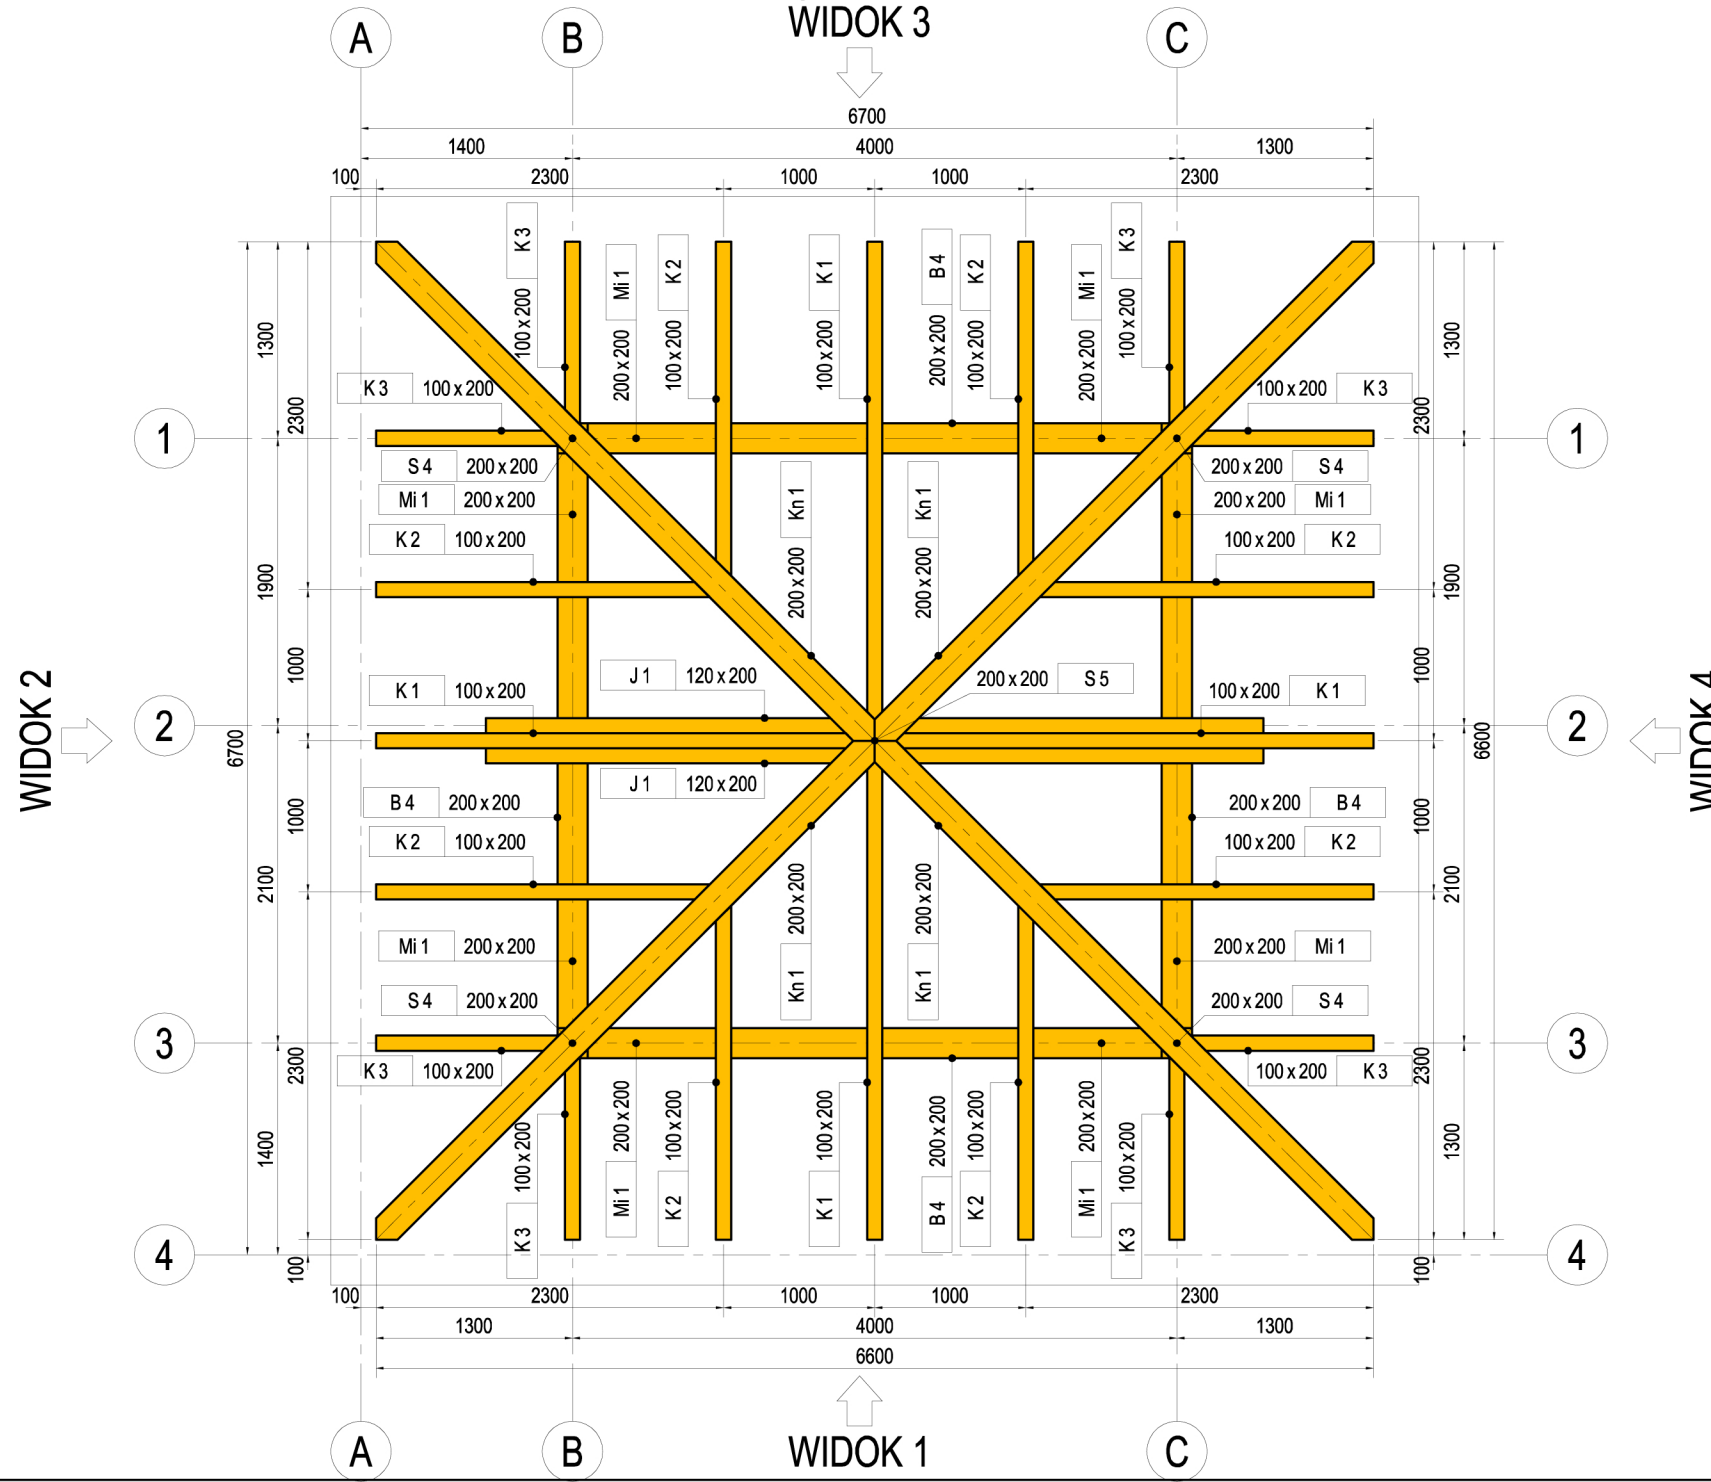 WIDOK 3
A
B
C
6700
1400
4000
1300
100
2300
1000
1000
2300
K 3
100 x 200
Mi 1
200 x 200
K 2
100 x 200
K 1
100 x 200
B 4
200 x 200
K 2
100 x 200
Mi 1
200 x 200
K 3
100 x 200
1300
2300
1300
2300
K 3 100 x 200
100 x 200 K 3
1
1
S 4 200 x 200
200 x 200 S 4
Mi 1 200 x 200
200 x 200 Mi 1
Kn 1
200 x 200
Kn 1
200 x 200
K 2 100 x 200
100 x 200 K 2
1900
1900
1000
1000
J 1 120 x 200
200 x 200 S 5
K 1 100 x 200
100 x 200 K 1
2
2
WIDOK 2
WIDOK 4
6700
6600
J 1 120 x 200
B 4 200 x 200
200 x 200 B 4
1000
1000
K 2 100 x 200
100 x 200 K 2
2100
2100
200 x 200
Kn 1
200 x 200
Kn 1
Mi 1 200 x 200
200 x 200 Mi 1
S 4 200 x 200
200 x 200 S 4
3
3
K 3 100 x 200
100 x 200 K 3
2300
2300
1400
1300
100 x 200
K 3
200 x 200
Mi 1
100 x 200
K 2
100 x 200
K 1
200 x 200
B 4
100 x 200
K 2
200 x 200
Mi 1
100 x 200
K 3
4
4
100
100
100
2300
1000
1000
2300
1300
4000
1300
6600
A
B
WIDOK 1
C